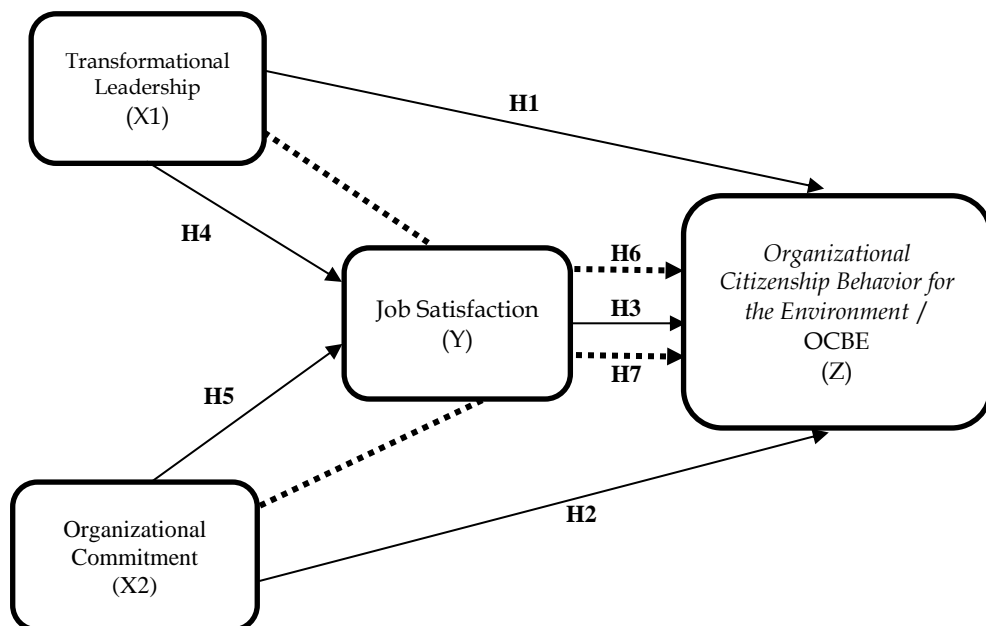 Transformational
Leadership
(X1)
H1
H4
Organizational
Citizenship Behavior for
the Environment /
OCBE
(Z)
H6
Job Satisfaction
(Y)
H3
H7
H5
Organizational
Commitment
(X2)
H2